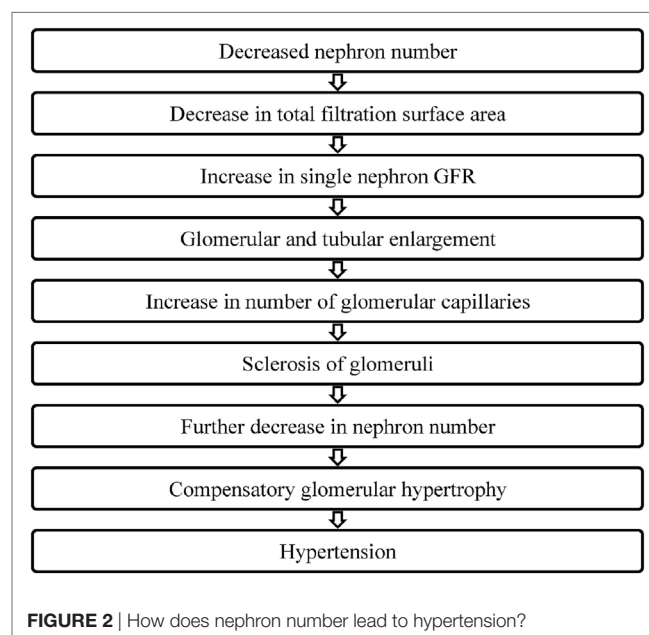 Decreased nephron number
Decrease in total filtration surface area
Increase in single nephron GFR
Glomerular and tubular enlargement
Increase in number of glomerular capillaries
Sclerosis of glomeruli
Further decrease in nephron number
Compensatory glomerular hypertrophy
Hypertension
FIGURE 2 | How does nephron number lead to hypertension?